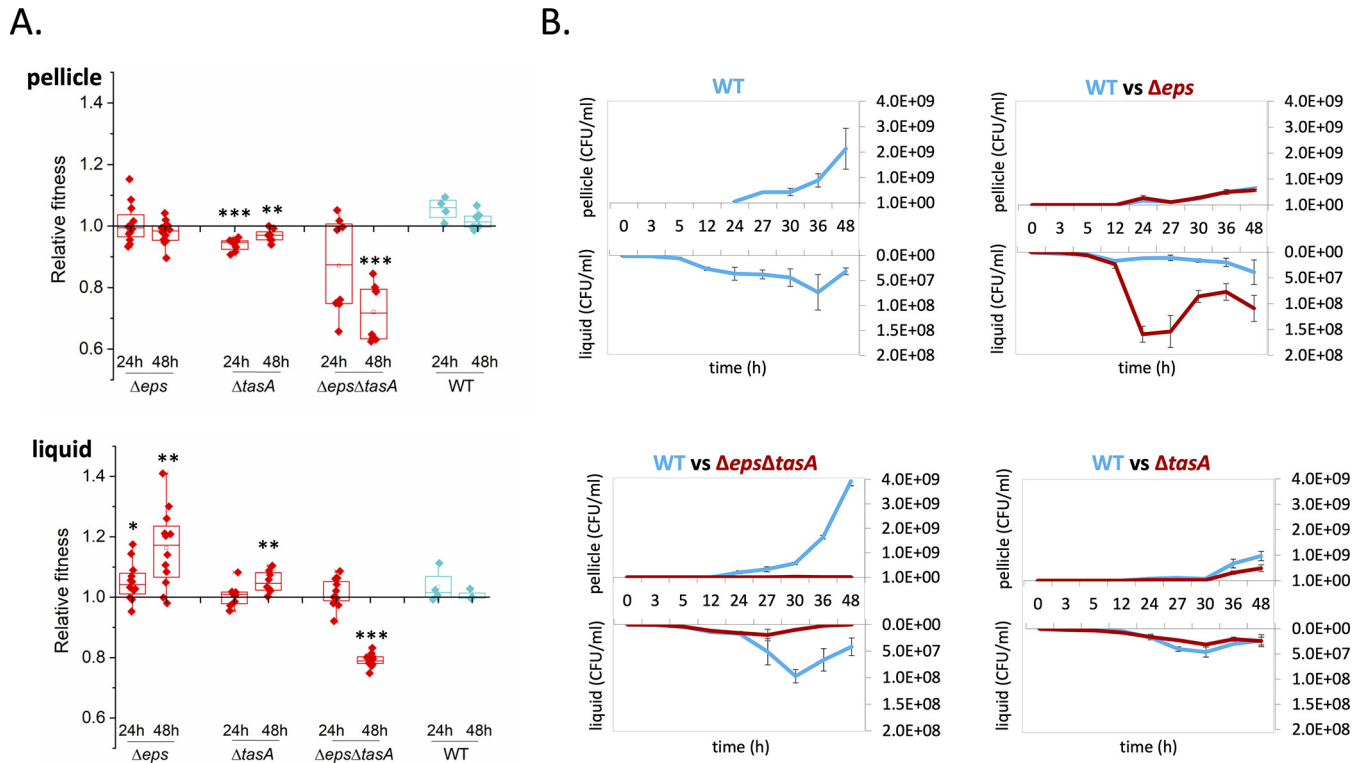 A.
pellicle
Relative fitness
1.4
1.2
1.0
0.8
0.6
*** ** ***
24h 48h 24h 48h 24h 48h 24h 48h
Δeps ΔtasA ΔepsΔtasA WT
liquid
Relative fitness
1.4
1.2
1.0
0.8
0.6
* ** ** ***
24h 48h 24h 48h 24h 48h 24h 48h
Δeps ΔtasA ΔepsΔtasA WT
B.
WT
pellicle (CFU/ml)
4.0E+09
3.0E+09
2.0E+09
1.0E+09
1.0E+00
0 3 5 12 24 27 30 36 48
liquid (CFU/ml)
0.0E+00
5.0E+07
1.0E+08
1.5E+08
2.0E+08
time (h)
WT vs Δeps
pellicle (CFU/ml)
4.0E+09
3.0E+09
2.0E+09
1.0E+09
1.0E+00
0 3 5 12 24 27 30 36 48
liquid (CFU/ml)
0.0E+00
5.0E+07
1.0E+08
1.5E+08
2.0E+08
time (h)
WT vs ΔepsΔtasA
pellicle (CFU/ml)
4.0E+09
3.0E+09
2.0E+09
1.0E+09
1.0E+00
0 3 5 12 24 27 30 36 48
liquid (CFU/ml)
0.0E+00
5.0E+07
1.0E+08
1.5E+08
2.0E+08
time (h)
WT vs ΔtasA
pellicle (CFU/ml)
4.0E+09
3.0E+09
2.0E+09
1.0E+09
1.0E+00
0 3 5 12 24 27 30 36 48
liquid (CFU/ml)
0.0E+00
5.0E+07
1.0E+08
1.5E+08
2.0E+08
time (h)